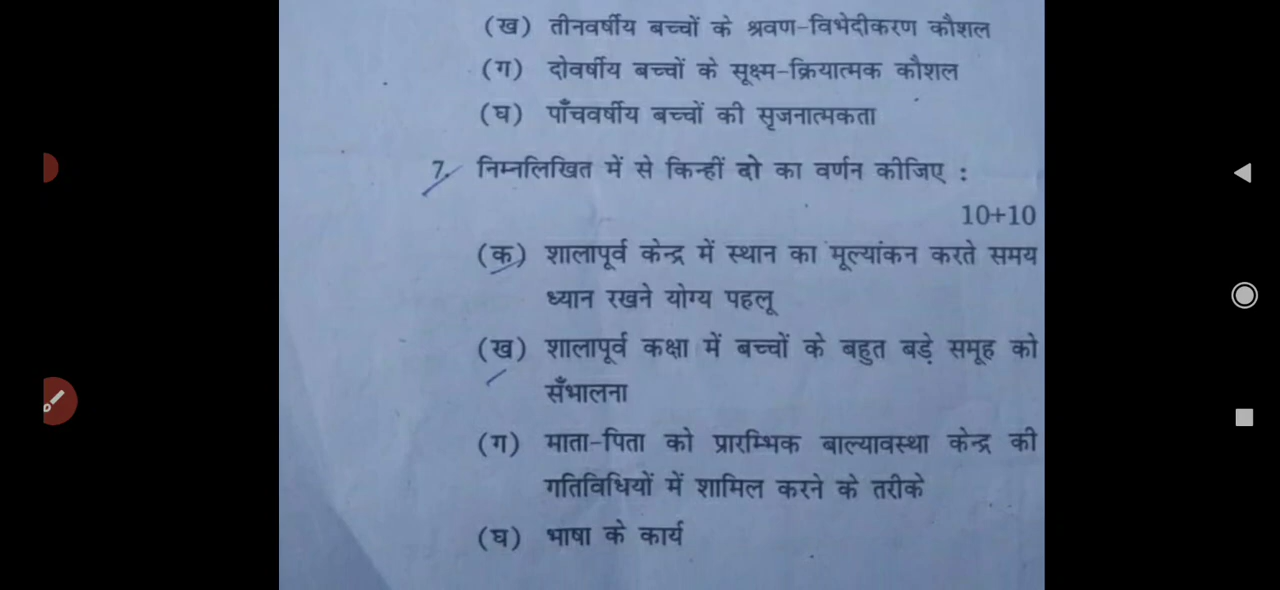 (ख) तीनवर्षीय बच्चों के श्रवण-विभेदीकरण कौशल
(ग) दोवर्षीय बच्चों के सूक्ष्म-क्रियात्मक कौशल
(घ) पाँचवर्षीय बच्चों की सृजनात्मकता
7. निम्नलिखित में से किन्हीं दो का वर्णन कीजिए :
10+10
(क) शालापूर्व केन्द्र में स्थान का मूल्यांकन करते समय
ध्यान रखने योग्य पहलू
(ख) शालापूर्व कक्षा में बच्चों के बहुत बड़े समूह को
सँभालना
(ग) माता-पिता को प्रारम्भिक बाल्यावस्था केन्द्र की
गतिविधियों में शामिल करने के तरीके
(घ) भाषा के कार्य